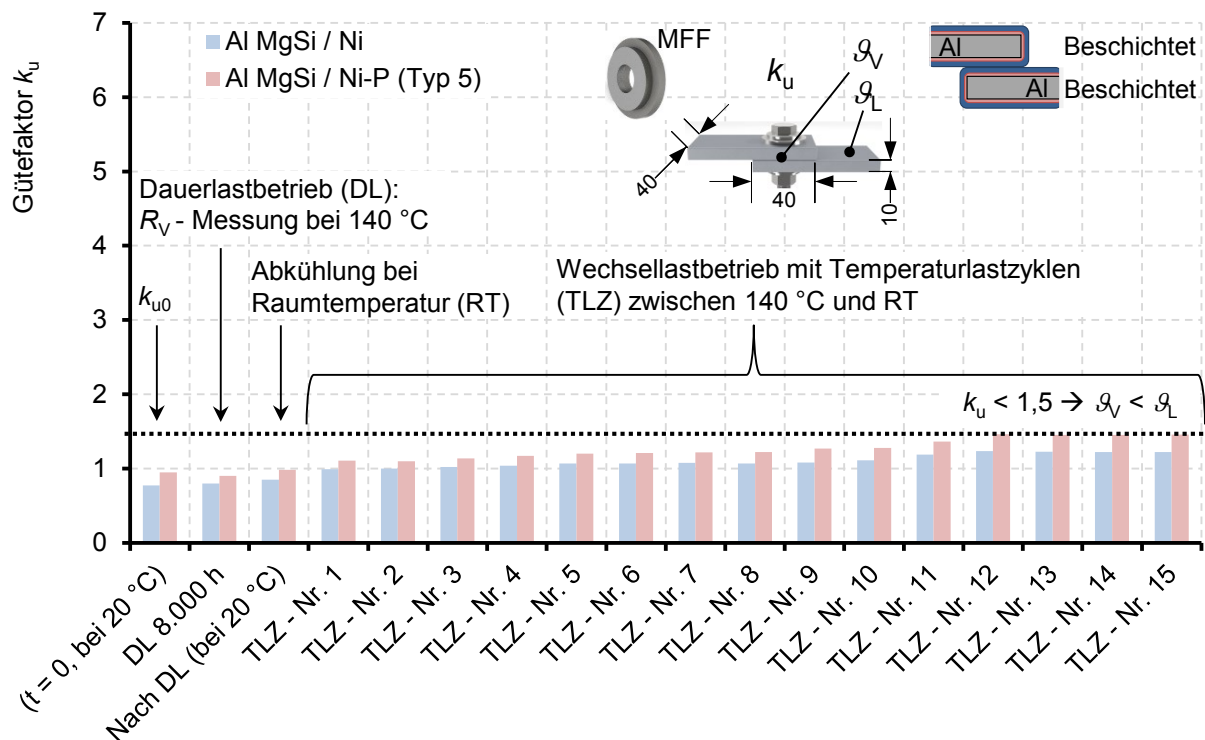 Gütefaktor ku
7
6
5
4
3
2
1
0
Al MgSi / Ni
Al MgSi / Ni-P (Typ 5)
MFF
ku
ϑV
ϑL
40
40
10
Al
Beschichtet
Al
Beschichtet
Dauerlastbetrieb (DL):
RV - Messung bei 140 °C
ku0
Abkühlung bei
Raumtemperatur (RT)
Wechsellastbetrieb mit Temperaturlastzyklen
(TLZ) zwischen 140 °C und RT
ku < 1,5 → ϑV < ϑL
(t = 0, bei 20 °C)
DL 8.000 h
Nach DL (bei 20 °C)
TLZ - Nr. 1
TLZ - Nr. 2
TLZ - Nr. 3
TLZ - Nr. 4
TLZ - Nr. 5
TLZ - Nr. 6
TLZ - Nr. 7
TLZ - Nr. 8
TLZ - Nr. 9
TLZ - Nr. 10
TLZ - Nr. 11
TLZ - Nr. 12
TLZ - Nr. 13
TLZ - Nr. 14
TLZ - Nr. 15